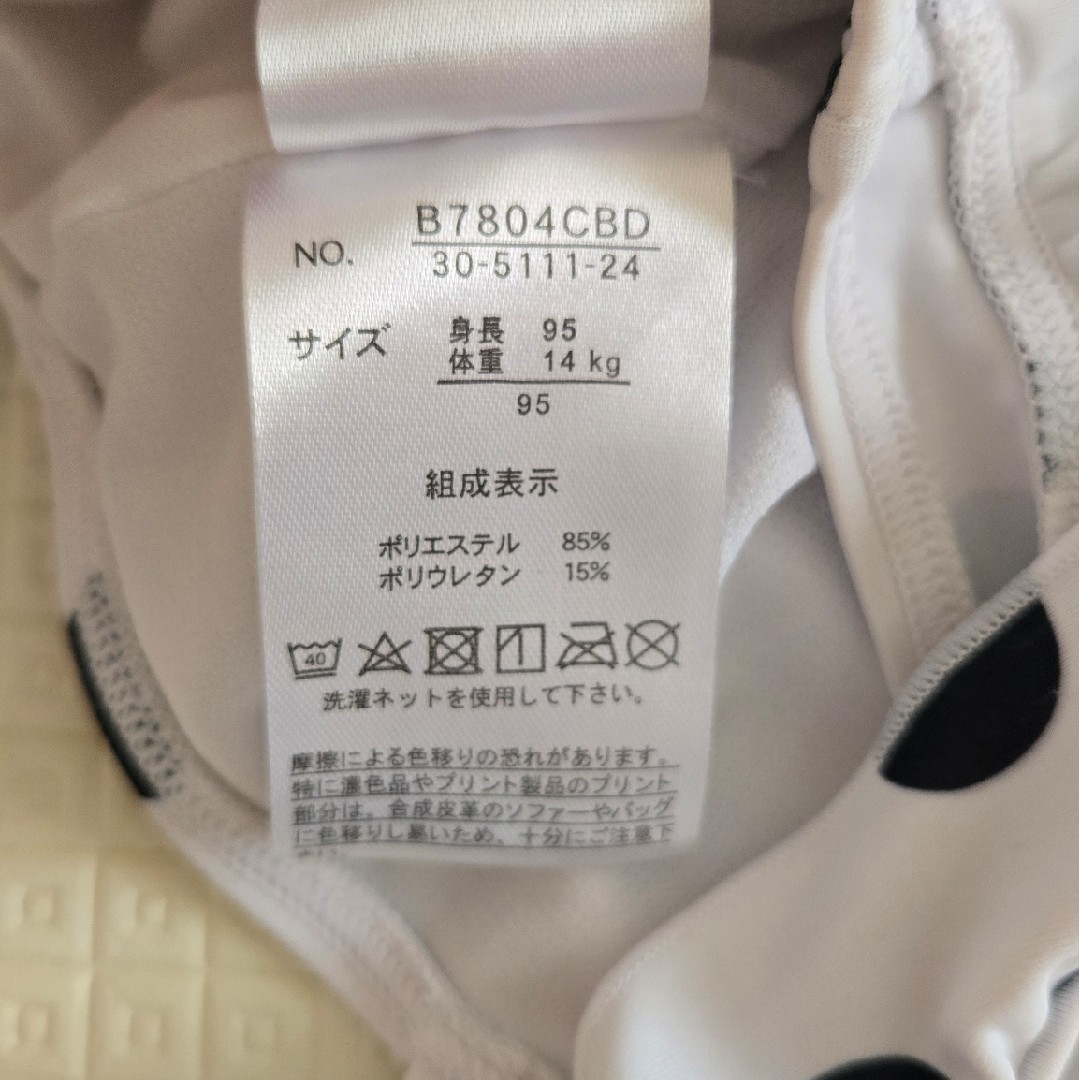 NO. B7804CBD
30-5111-24
サイズ 身長 95
体重 14 kg
95
組成表示
ポリエステル 85%
ポリウレタン 15%
40
洗濯ネットを使用して下さい。
摩擦による色移りの恐れがあります。
特に濃色品やプリント製品のプリント
部分は、合成皮革のソファーやバッグ
に色移りし易いため、十分にご注意下